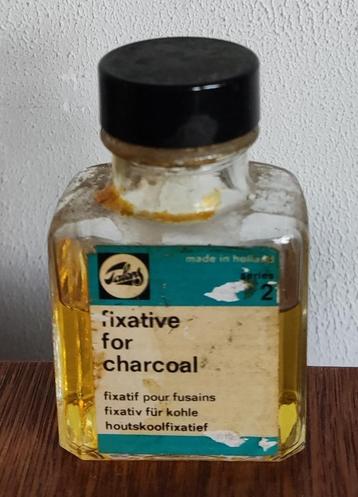 Talens
made in holland
series
2
fixative
for
charcoal
fixatif pour fusains
fixativ für kohle
houtskoolfixatief